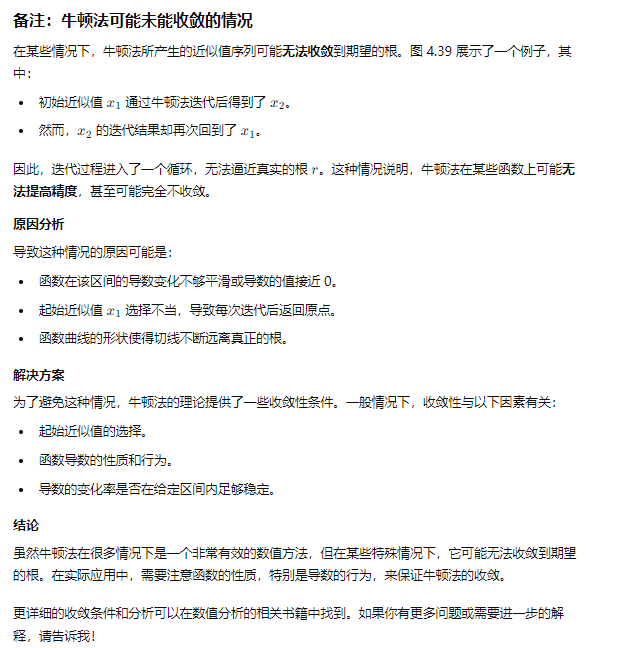 备注：牛顿法可能未能收敛的情况
在某些情况下，牛顿法所产生的近似值序列可能无法收敛到期望的根。图 4.39 展示了一个例子，其
中：
• 初始近似值 x₁ 通过牛顿法迭代后得到了 x₂。
• 然而，x₂ 的迭代结果却再次回到了 x₁。
因此，迭代过程进入了一个循环，无法逼近真实的根 r。这种情况说明，牛顿法在某些函数上可能无
法提高精度，甚至可能完全不收敛。
原因分析
导致这种情况的原因可能是：
• 函数在该区间的导数变化不够平滑或导数的值接近 0。
• 起始近似值 x₁ 选择不当，导致每次迭代后返回原点。
• 函数曲线的形状使得切线不断远离真正的根。
解决方案
为了避免这种情况，牛顿法的理论提供了一些收敛性条件。一般情况下，收敛性与以下因素有关：
• 起始近似值的选择。
• 函数导数的性质和行为。
• 导数的变化率是否在给定区间内足够稳定。
结论
虽然牛顿法在很多情况下是一个非常有效的数值方法，但在某些特殊情况下，它可能无法收敛到期望
的根。在实际应用中，需要注意函数的性质，特别是导数的行为，来保证牛顿法的收敛。
更详细的收敛条件和分析可以在数值分析的相关书籍中找到。如果你有更多问题或需要进一步的解
释，请告诉我！